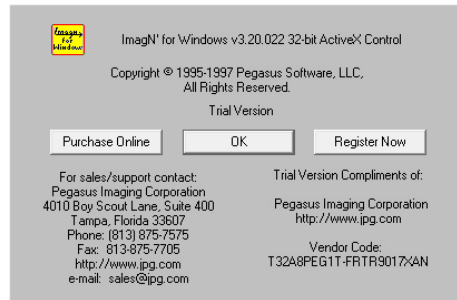 ImagN'
for
Windows
ImagN' for Windows v3.20.022 32-bit ActiveX Control
Copyright © 1995-1997 Pegasus Software, LLC,
All Rights Reserved.
Trial Version
Purchase Online
OK
Register Now
For sales/support contact:
Pegasus Imaging Corporation
4010 Boy Scout Lane, Suite 400
Tampa, Florida 33607
Phone: (813) 875-7575
Fax: 813-875-7705
http://www.jpg.com
e-mail: sales@jpg.com
Trial Version Compliments of:
Pegasus Imaging Corporation
http://www.jpg.com
Vendor Code:
T32A8PEG1T-FRTR9017XAN